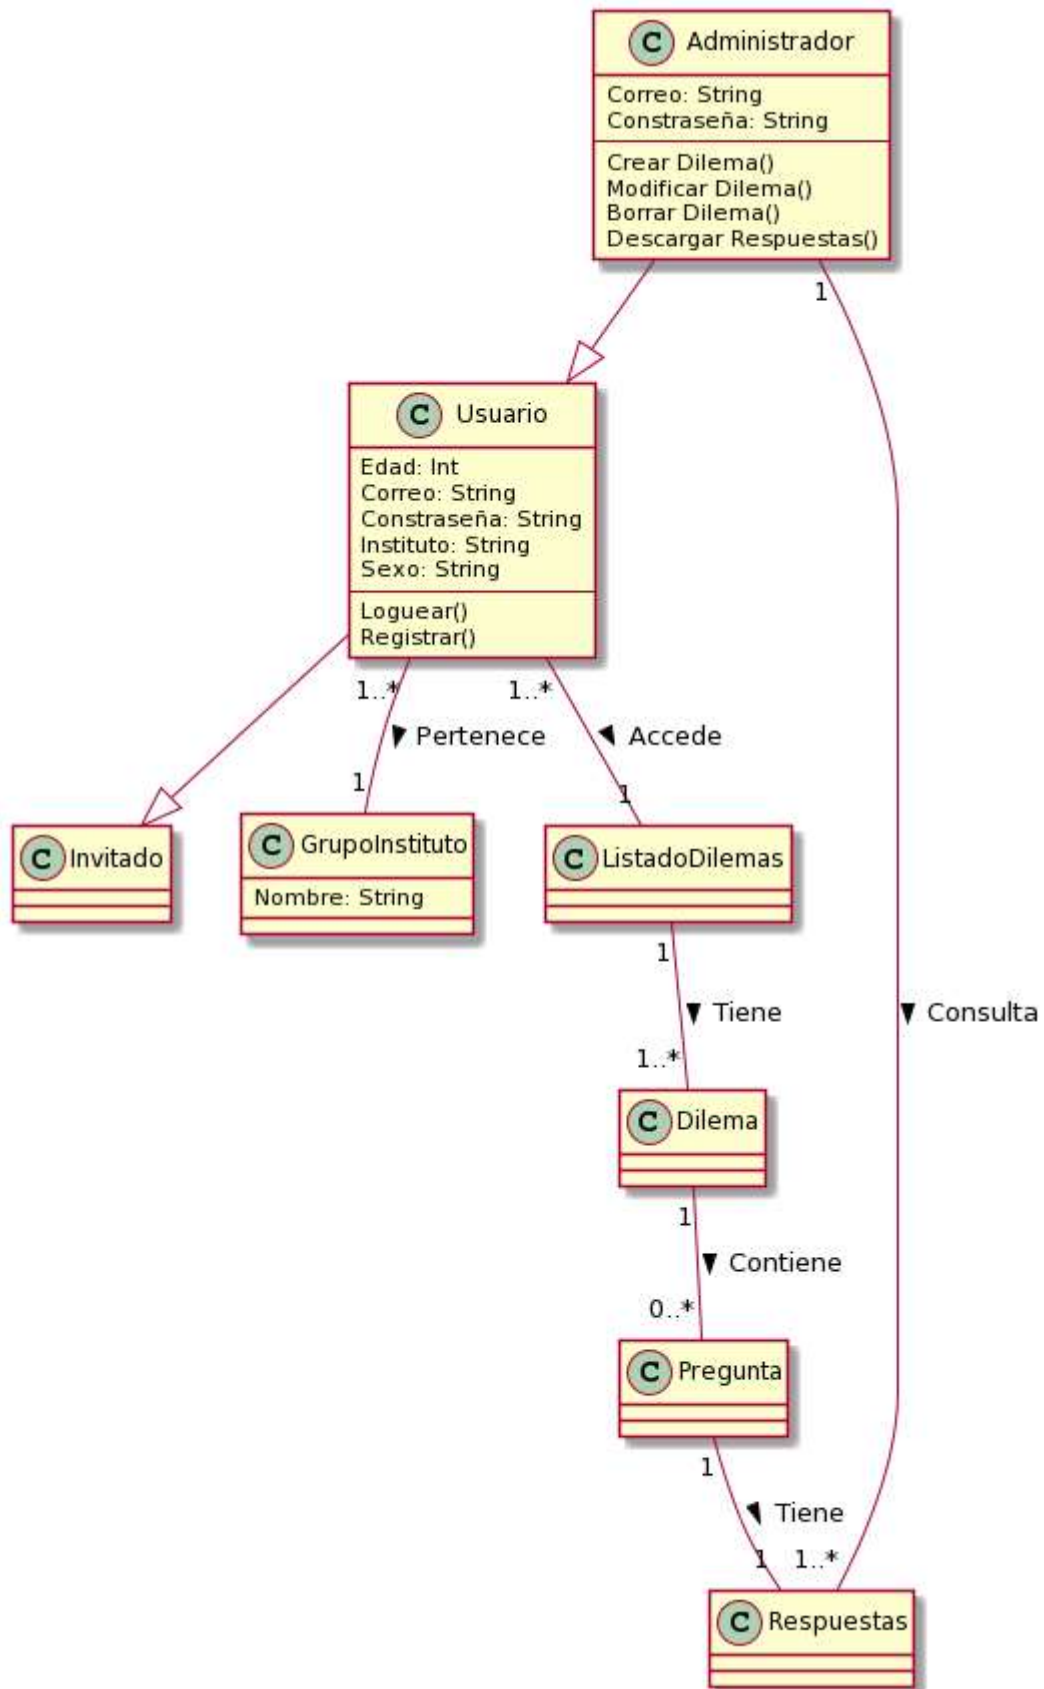 C Administrador
Correo: String
Constraseña: String
Crear Dilema()
Modificar Dilema()
Borrar Dilema()
Descargar Respuestas()
1
C Usuario
Edad: Int
Correo: String
Constraseña: String
Instituto: String
Sexo: String
Loguear()
Registrar()
1..* 1..*
Pertenece Accede
1 1
C Invitado
C GrupoInstituto
Nombre: String
C ListadoDilemas
1
Tiene Consulta
1..*
C Dilema
1
Contiene
0..*
C Pregunta
1
Tiene
1 1..*
C Respuestas